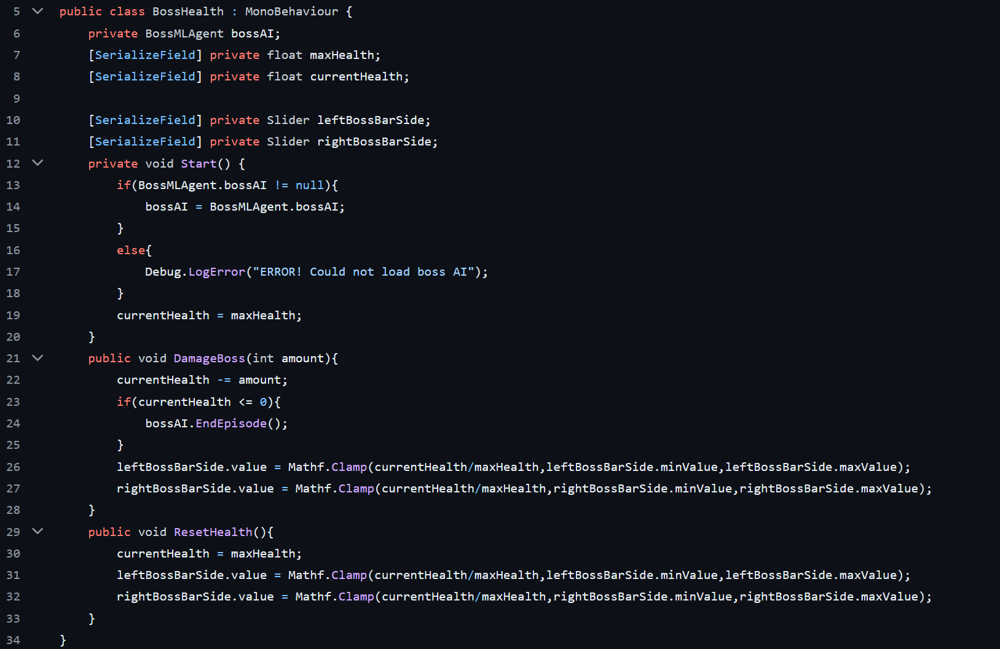 5 public class BossHealth : MonoBehaviour {
6     private BossMLAgent bossAI;
7     [SerializeField] private float maxHealth;
8     [SerializeField] private float currentHealth;
9
10     [SerializeField] private Slider leftBossBarSide;
11     [SerializeField] private Slider rightBossBarSide;
12     private void Start() {
13         if(BossMLAgent.bossAI != null){
14             bossAI = BossMLAgent.bossAI;
15         }
16         else{
17             Debug.LogError("ERROR! Could not load boss AI");
18         }
19         currentHealth = maxHealth;
20     }
21     public void DamageBoss(int amount){
22         currentHealth -= amount;
23         if(currentHealth <= 0){
24             bossAI.EndEpisode();
25         }
26         leftBossBarSide.value = Mathf.Clamp(currentHealth/maxHealth,leftBossBarSide.minValue,leftBossBarSide.maxValue);
27         rightBossBarSide.value = Mathf.Clamp(currentHealth/maxHealth,rightBossBarSide.minValue,rightBossBarSide.maxValue);
28     }
29     public void ResetHealth(){
30         currentHealth = maxHealth;
31         leftBossBarSide.value = Mathf.Clamp(currentHealth/maxHealth,leftBossBarSide.minValue,leftBossBarSide.maxValue);
32         rightBossBarSide.value = Mathf.Clamp(currentHealth/maxHealth,rightBossBarSide.minValue,rightBossBarSide.maxValue);
33     }
34 }